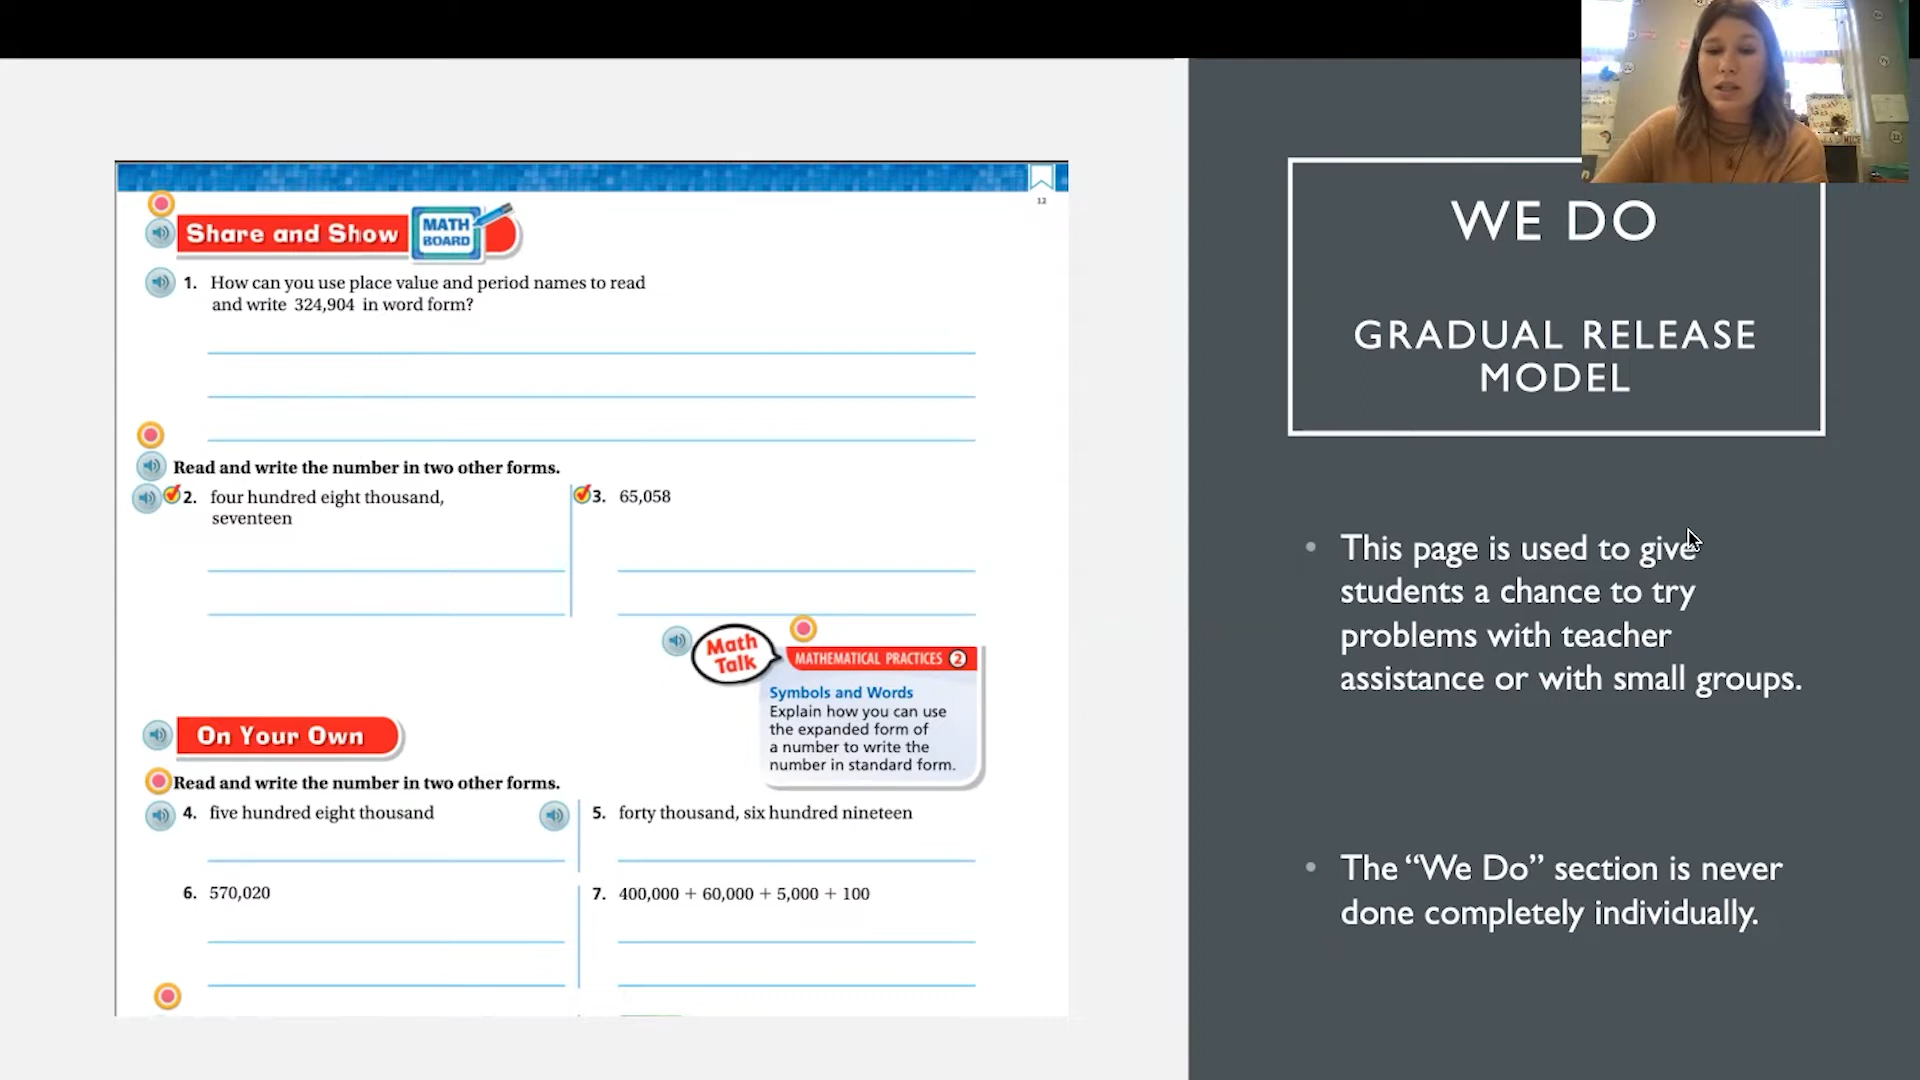 12
Share and Show
MATH
BOARD
1. How can you use place value and period names to read
and write 324,904 in word form?
Read and write the number in two other forms.
2. four hundred eight thousand,
seventeen
3. 65,058
Math
Talk
MATHEMATICAL PRACTICES 2
Symbols and Words
Explain how you can use
the expanded form of
a number to write the
number in standard form.
On Your Own
Read and write the number in two other forms.
4. five hundred eight thousand
5. forty thousand, six hundred nineteen
6. 570,020
7. 400,000 + 60,000 + 5,000 + 100
WE DO
GRADUAL RELEASE
MODEL
• This page is used to give
students a chance to try
problems with teacher
assistance or with small groups.
• The “We Do” section is never
done completely individually.